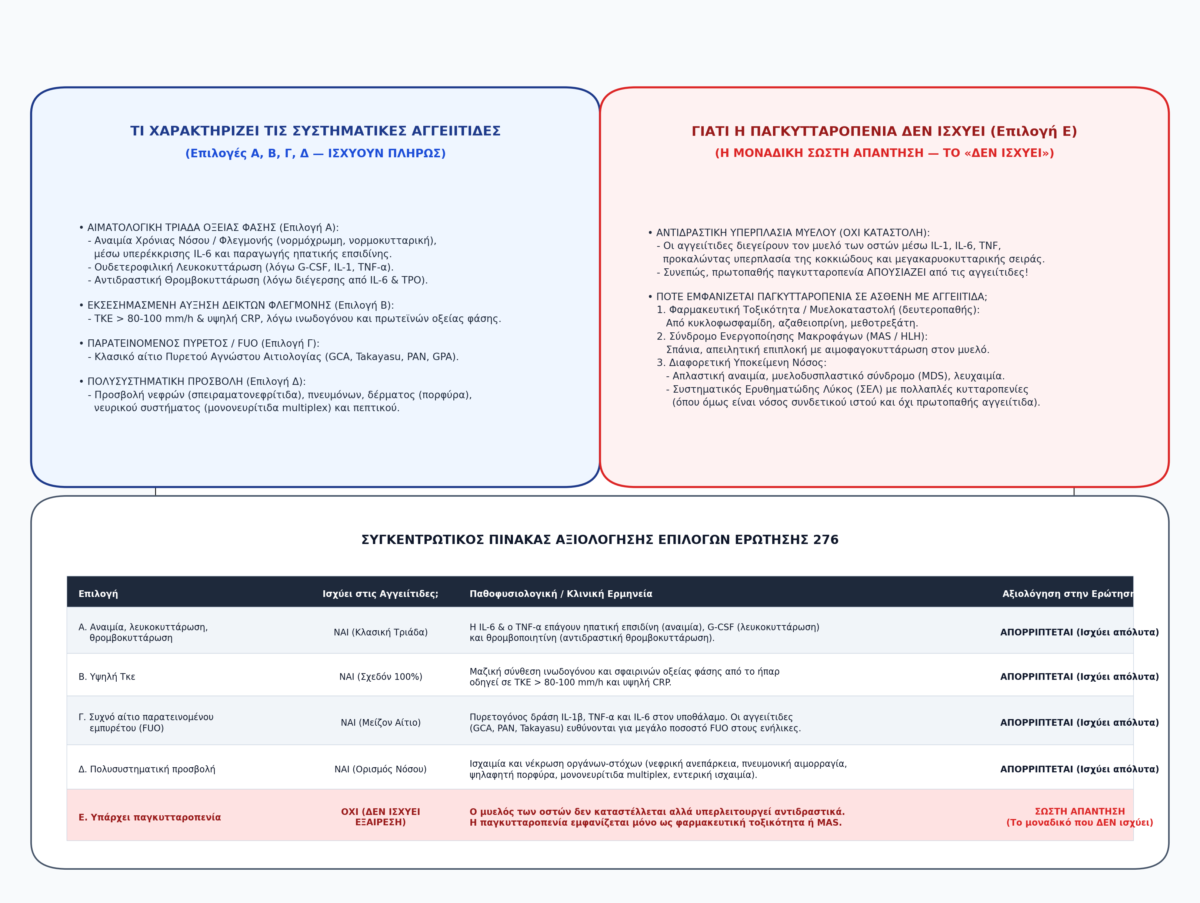 ΤΙ ΧΑΡΑΚΤΗΡΙΖΕΙ ΤΙΣ ΣΥΣΤΗΜΑΤΙΚΕΣ ΑΓΓΕΙΙΤΙΔΕΣ
(Επιλογές Α, Β, Γ, Δ — ΙΣΧΥΟΥΝ ΠΛΗΡΩΣ)
• ΑΙΜΑΤΟΛΟΓΙΚΗ ΤΡΙΑΔΑ ΟΞΕΙΑΣ ΦΑΣΗΣ (Επιλογή Α):
- Αναιμία Χρόνιας Νόσου / Φλεγμονής (νορμόχρωμη, νορμοκυτταρική),
μέσω υπερέκκρισης IL-6 και παραγωγής ηπατικής επσιδίνης.
- Ουδετεροφιλική Λευκοκυττάρωση (λόγω G-CSF, IL-1, TNF-α).
- Αντιδραστική Θρομβοκυττάρωση (λόγω διέγερσης από IL-6 & TPO).
• ΕΚΣΕΣΗΜΑΣΜΕΝΗ ΑΥΞΗΣΗ ΔΕΙΚΤΩΝ ΦΛΕΓΜΟΝΗΣ (Επιλογή Β):
- ΤΚΕ > 80-100 mm/h & υψηλή CRP, λόγω ινωδογόνου και πρωτεϊνών οξείας φάσης.
• ΠΑΡΑΤΕΙΝΟΜΕΝΟΣ ΠΥΡΕΤΟΣ / FUO (Επιλογή Γ):
- Κλασικό αίτιο Πυρετού Αγνώστου Αιτιολογίας (GCA, Takayasu, PAN, GPA).
• ΠΟΛΥΣΥΣΤΗΜΑΤΙΚΗ ΠΡΟΣΒΟΛΗ (Επιλογή Δ):
- Προσβολή νεφρών (σπειραματονεφρίτιδα), πνευμόνων, δέρματος (πορφύρα),
νευρικού συστήματος (μονονευρίτιδα multiplex) και πεπτικού.
ΓΙΑΤΙ Η ΠΑΓΚΥΤΤΑΡΟΠΕΝΙΑ ΔΕΝ ΙΣΧΥΕΙ (Επιλογή Ε)
(Η ΜΟΝΑΔΙΚΗ ΣΩΣΤΗ ΑΠΑΝΤΗΣΗ — ΤΟ «ΔΕΝ ΙΣΧΥΕΙ»)
• ΑΝΤΙΔΡΑΣΤΙΚΗ ΥΠΕΡΠΛΑΣΙΑ ΜΥΕΛΟΥ (ΟΧΙ ΚΑΤΑΣΤΟΛΗ):
- Οι αγγειίτιδες διεγείρουν τον μυελό των οστών μέσω IL-1, IL-6, TNF,
προκαλώντας υπερπλασία της κοκκιώδους και μεγακαρυοκυτταρικής σειράς.
- Συνεπώς, πρωτοπαθής παγκυτταροπενία ΑΠΟΥΣΙΑΖΕΙ από τις αγγειίτιδες!
• ΠΟΤΕ ΕΜΦΑΝΙΖΕΤΑΙ ΠΑΓΚΥΤΤΑΡΟΠΕΝΙΑ ΣΕ ΑΣΘΕΝΗ ΜΕ ΑΓΓΕΙΙΤΙΔΑ;
1. Φαρμακευτική Τοξικότητα / Μυελοκαταστολή (δευτεροπαθής):
Από κυκλοφωσφαμίδη, αζαθειοπρίνη, μεθοτρεξάτη.
2. Σύνδρομο Ενεργοποίησης Μακροφάγων (MAS / HLH):
Σπάνια, απειλητική επιπλοκή με αιμοφαγοκυττάρωση στον μυελό.
3. Διαφορετική Υποκείμενη Νόσος:
- Απλαστική αναιμία, μυελοδυσπλαστικό σύνδρομο (MDS), λευχαιμία.
- Συστηματικός Ερυθηματώδης Λύκος (ΣΕΛ) με πολλαπλές κυτταροπενίες
(όπου όμως είναι νόσος συνδετικού ιστού και όχι πρωτοπαθής αγγειίτιδα).
ΣΥΓΚΕΝΤΡΩΤΙΚΟΣ ΠΙΝΑΚΑΣ ΑΞΙΟΛΟΓΗΣΗΣ ΕΠΙΛΟΓΩΝ ΕΡΩΤΗΣΗΣ 276
Επιλογή Ισχύει στις Αγγειίτιδες; Παθοφυσιολογική / Κλινική Ερμηνεία Αξιολόγηση στην Ερώτηση
Α. Αναιμία, λευκοκυττάρωση,
θρομβοκυττάρωση
ΝΑΙ (Κλασική Τριάδα)
Η IL-6 & ο TNF-α επάγουν ηπατική επσιδίνη (αναιμία), G-CSF (λευκοκυττάρωση)
και θρομβοποιητίνη (αντιδραστική θρομβοκυττάρωση).
ΑΠΟΡΡΙΠΤΕΤΑΙ (Ισχύει απόλυτα)
Β. Υψηλή Τκε
ΝΑΙ (Σχεδόν 100%)
Μαζική σύνθεση ινωδογόνου και σφαιρινών οξείας φάσης από το ήπαρ
οδηγεί σε ΤΚΕ > 80-100 mm/h και υψηλή CRP.
ΑΠΟΡΡΙΠΤΕΤΑΙ (Ισχύει απόλυτα)
Γ. Συχνό αίτιο παρατεινομένου
εμπυρέτου (FUO)
ΝΑΙ (Μείζον Αίτιο)
Πυρετογόνος δράση IL-1β, TNF-α και IL-6 στον υποθάλαμο. Οι αγγειίτιδες
(GCA, PAN, Takayasu) ευθύνονται για μεγάλο ποσοστό FUO στους ενήλικες.
ΑΠΟΡΡΙΠΤΕΤΑΙ (Ισχύει απόλυτα)
Δ. Πολυσυστηματική προσβολή
ΝΑΙ (Ορισμός Νόσου)
Ισχαιμία και νέκρωση οργάνων-στόχων (νεφρική ανεπάρκεια, πνευμονική αιμορραγία,
ψηλαφητή πορφύρα, μονονευρίτιδα multiplex, εντερική ισχαιμία).
ΑΠΟΡΡΙΠΤΕΤΑΙ (Ισχύει απόλυτα)
Ε. Υπάρχει παγκυτταροπενία
ΟΧΙ (ΔΕΝ ΙΣΧΥΕΙ
ΕΞΑΙΡΕΣΗ)
Ο μυελός των οστών δεν καταστέλλεται αλλά υπερλειτουργεί αντιδραστικά.
Η παγκυτταροπενία εμφανίζεται μόνο ως φαρμακευτική τοξικότητα ή MAS.
ΣΩΣΤΗ ΑΠΑΝΤΗΣΗ
(Το μοναδικό που ΔΕΝ ισχύει)